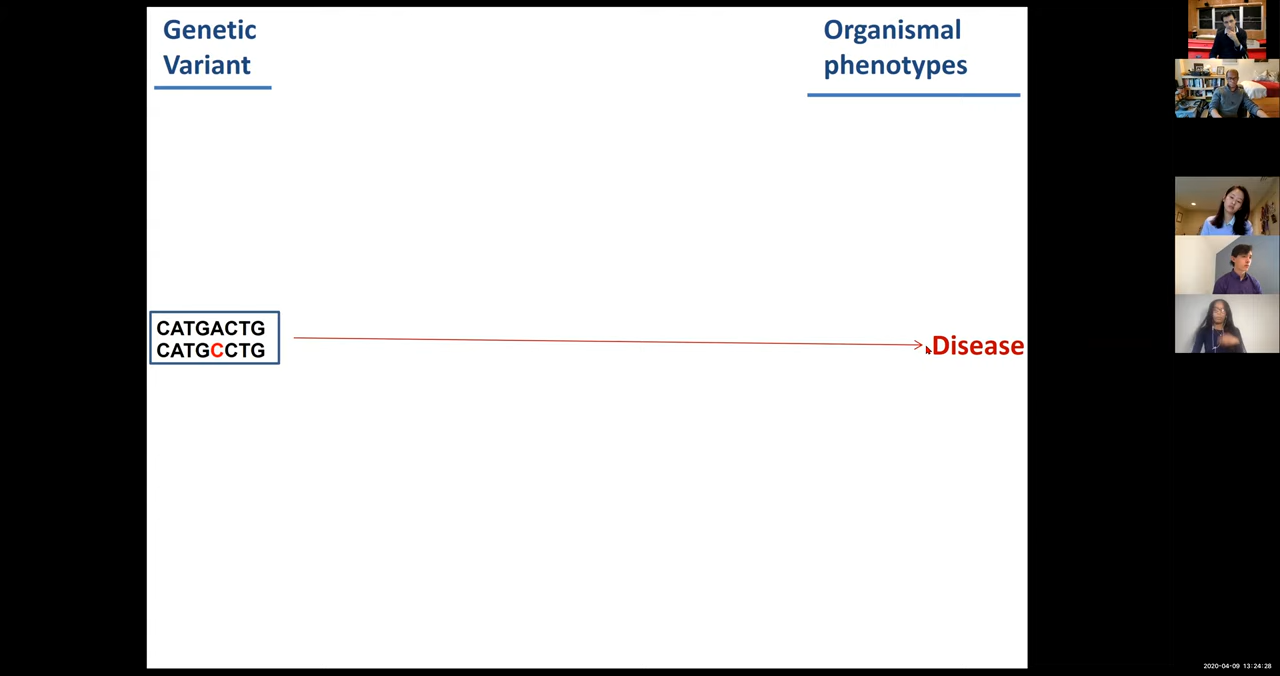 Genetic
Variant
Organismal
phenotypes
CATGACTG
CATGCCTG
Disease
2020-04-09 13:24:28